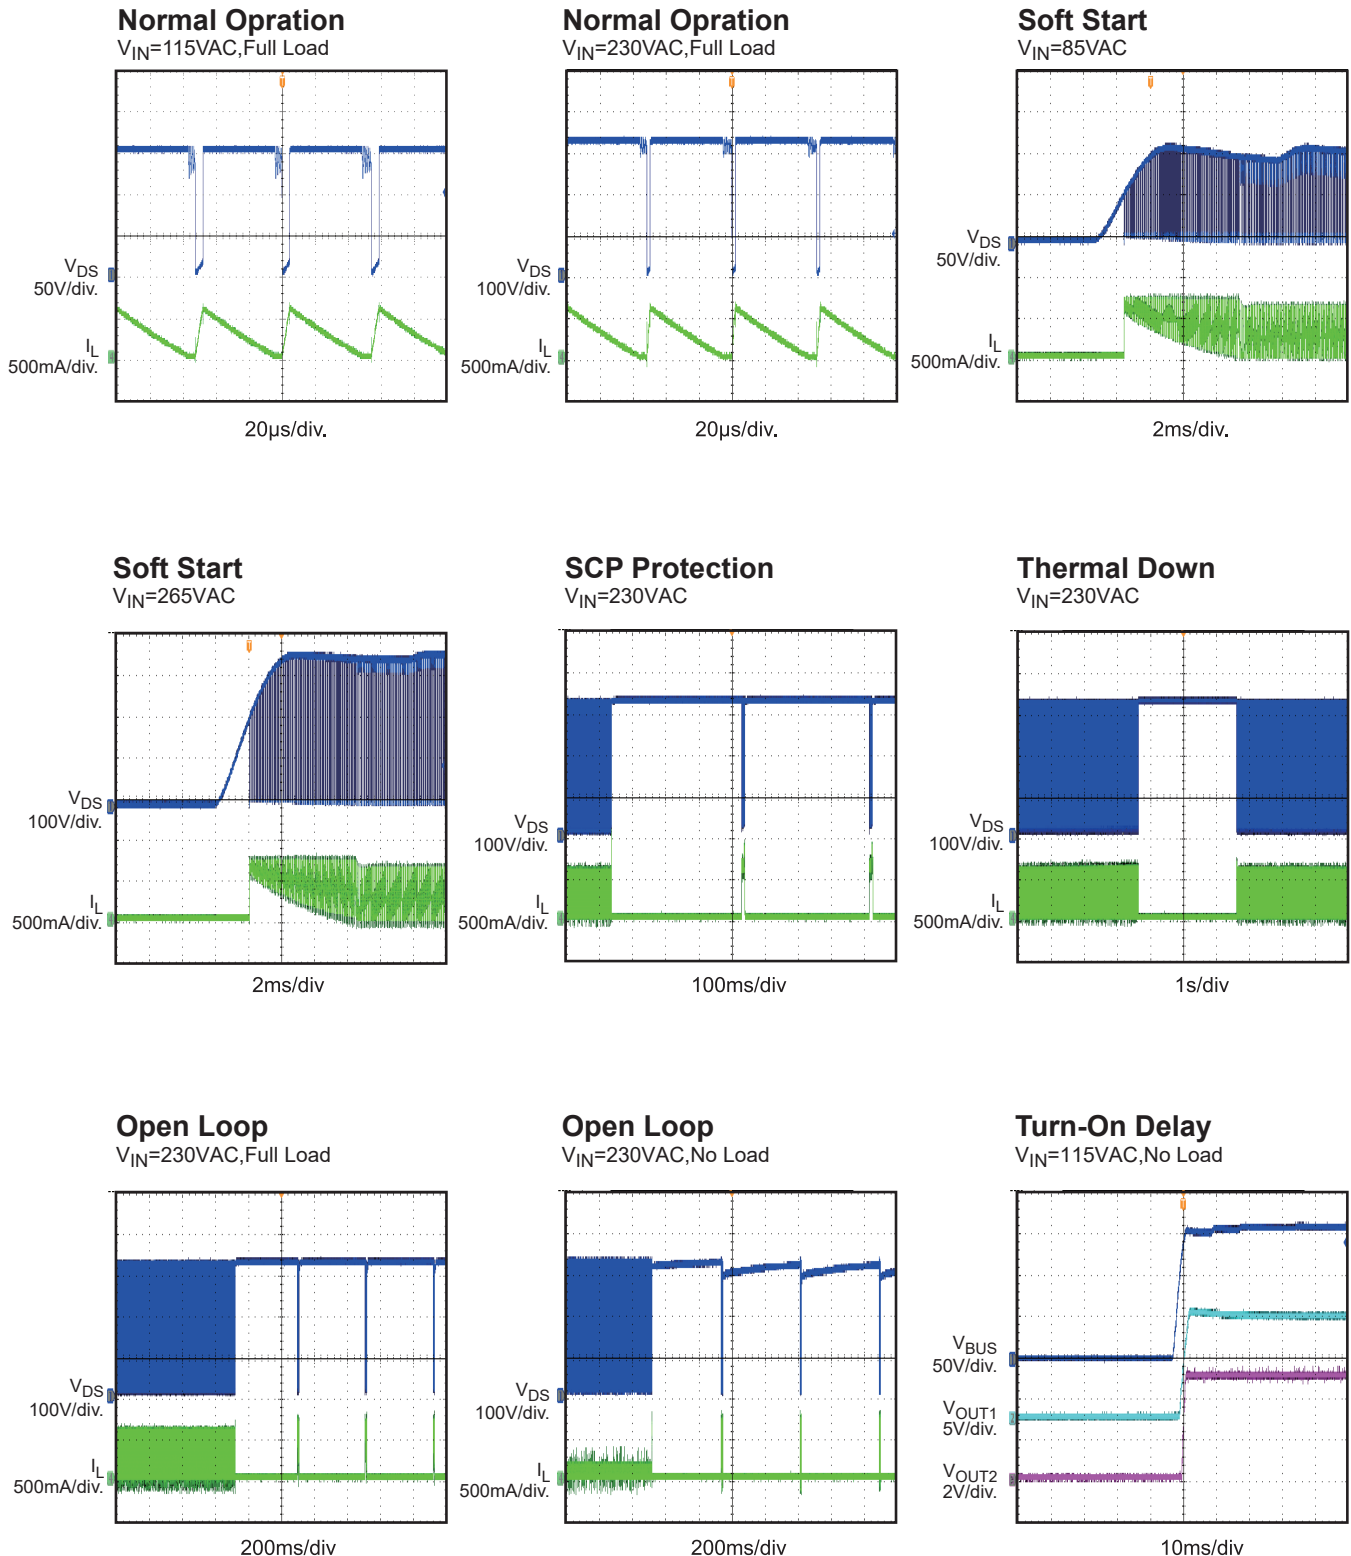 Normal Opration
VIN=115VAC,Full Load
VDS
50V/div.
IL
500mA/div.
20µs/div.
Normal Opration
VIN=230VAC,Full Load
VDS
100V/div.
IL
500mA/div.
20µs/div.
Soft Start
VIN=85VAC
VDS
50V/div.
IL
500mA/div.
2ms/div.
Soft Start
VIN=265VAC
VDS
100V/div.
IL
500mA/div.
2ms/div
SCP Protection
VIN=230VAC
VDS
100V/div.
IL
500mA/div.
100ms/div
Thermal Down
VIN=230VAC
VDS
100V/div.
IL
500mA/div.
1s/div
Open Loop
VIN=230VAC,Full Load
VDS
100V/div.
IL
500mA/div.
200ms/div
Open Loop
VIN=230VAC,No Load
VDS
100V/div.
IL
500mA/div.
200ms/div
Turn-On Delay
VIN=115VAC,No Load
VBUS
50V/div.
VOUT1
5V/div.
VOUT2
2V/div.
10ms/div